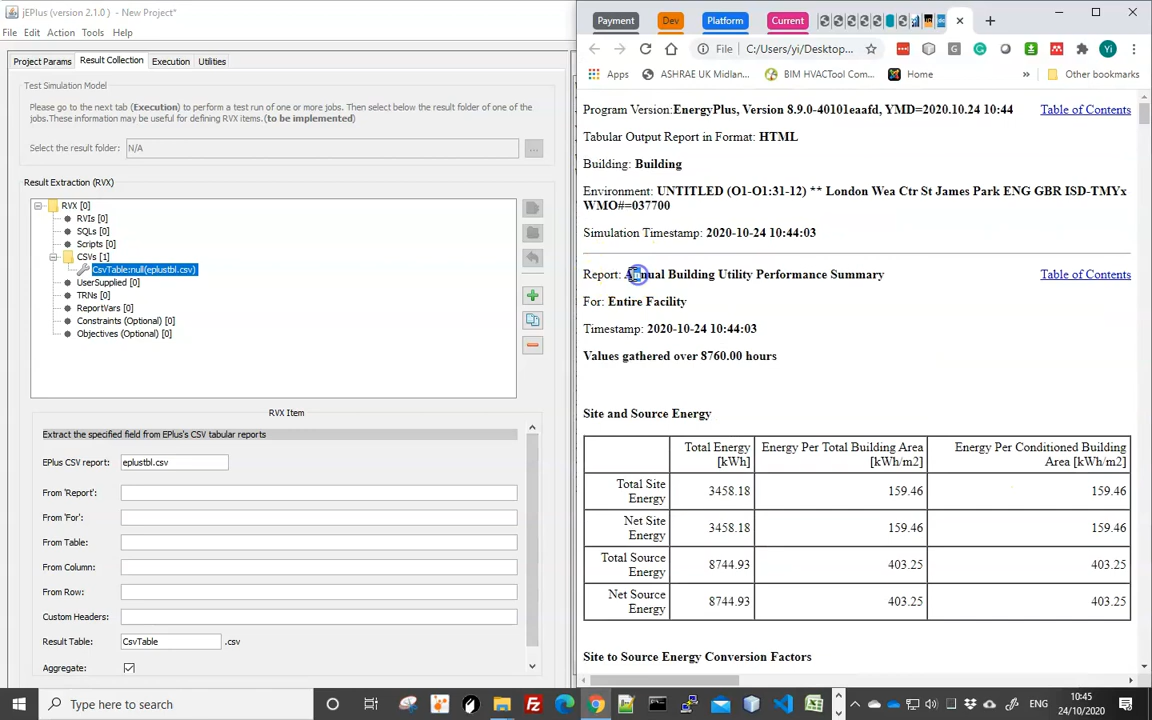 jEPlus (version 2.1.0 ) - New Project*
File Edit Action Tools Help
Project Params Result Collection Execution Utilities
Test Simulation Model
Please go to the next tab (Execution) to perform a test run of one or more jobs. Then select below the result folder of one of the
jobs.These information may be useful for defining RVX items.(to be implemented)
Select the result folder: N/A ...
Result Extraction (RVX)
RVX [0]
RVIs [0]
SQLs [0]
Scripts [0]
CSVs [1]
CsvTable:null(eplustbl.csv)
UserSupplied [0]
TRNs [0]
ReportVars [0]
Constraints (Optional) [0]
Objectives (Optional) [0]
RVX Item
Extract the specified field from EPlus's CSV tabular reports
EPlus CSV report: eplustbl.csv
From 'Report':
From 'For':
From Table:
From Column:
From Row:
Custom Headers:
Result Table: CsvTable .csv
Aggregate:
Payment Dev Platform Current
File C:/Users/yi/Desktop... Yi
Apps ASHRAE UK Midlan... BIM HVACTool Com... Home » Other bookmarks
Program Version:EnergyPlus, Version 8.9.0-40101eaafd, YMD=2020.10.24 10:44 Table of Contents
Tabular Output Report in Format: HTML
Building: Building
Environment: UNTITLED (O1-O1:31-12) ** London Wea Ctr St James Park ENG GBR ISD-TMYx
WMO#=037700
Simulation Timestamp: 2020-10-24 10:44:03
Report: Annual Building Utility Performance Summary Table of Contents
For: Entire Facility
Timestamp: 2020-10-24 10:44:03
Values gathered over 8760.00 hours
Site and Source Energy
Total Energy [kWh] Energy Per Total Building Area [kWh/m2] Energy Per Conditioned Building Area [kWh/m2]
Total Site Energy 3458.18 159.46 159.46
Net Site Energy 3458.18 159.46 159.46
Total Source Energy 8744.93 403.25 403.25
Net Source Energy 8744.93 403.25 403.25
Site to Source Energy Conversion Factors
Type here to search
ENG
10:45
24/10/2020